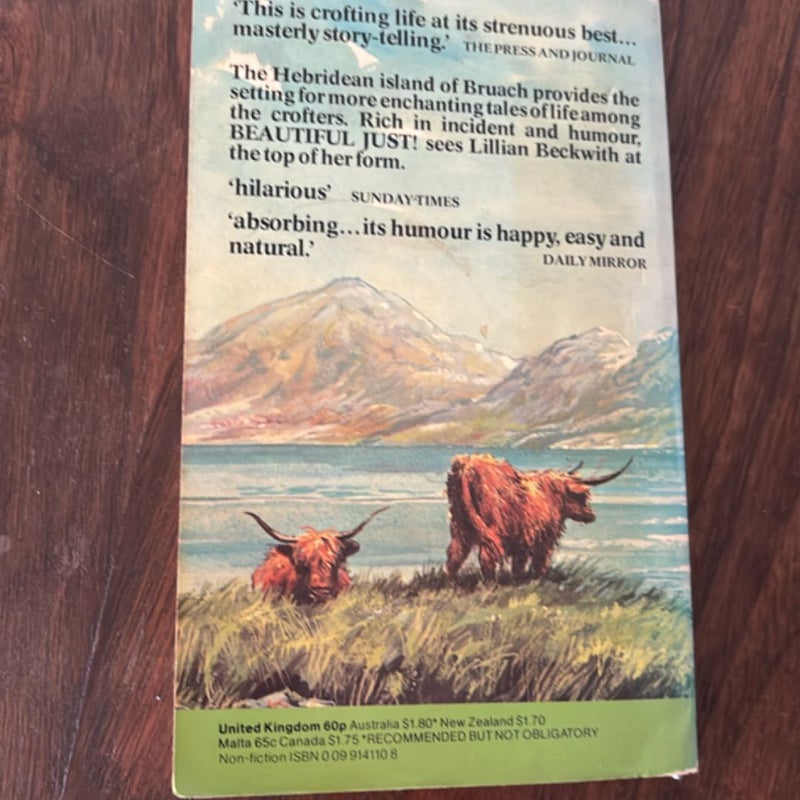 ‘This is crofting life at its strenuous best...
masterly story-telling.’ THE PRESS AND JOURNAL
The Hebridean island of Bruach provides the
setting for more enchanting tales of life among
the crofters. Rich in incident and humour,
BEAUTIFUL JUST! sees Lillian Beckwith at
the top of her form.
‘hilarious’ SUNDAY TIMES
‘absorbing...its humour is happy, easy and
natural.’ DAILY MIRROR
United Kingdom 60p Australia $1.80* New Zealand $1.70
Malta 65c Canada $1.75 *RECOMMENDED BUT NOT OBLIGATORY
Non-fiction ISBN 0 09 914110 8